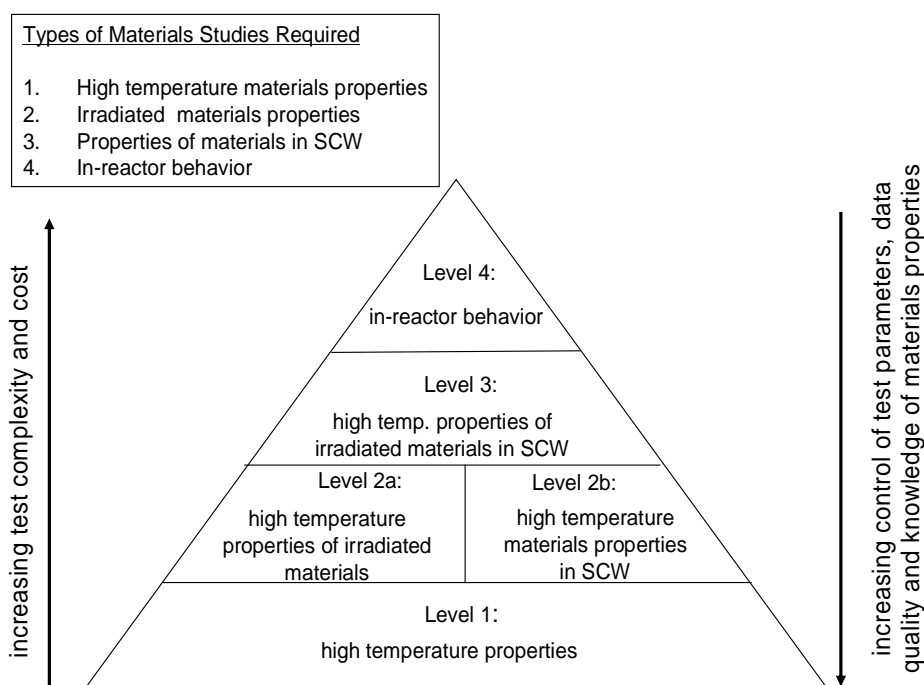 Types of Materials Studies Required
1. High temperature materials properties
2. Irradiated materials properties
3. Properties of materials in SCW
4. In-reactor behavior
increasing test complexity and cost
Level 4:
in-reactor behavior
Level 3:
high temp. properties of
irradiated materials in SCW
Level 2a:
high temperature
properties of irradiated
materials
Level 2b:
high temperature
materials properties
in SCW
Level 1:
high temperature properties
increasing control of test parameters, data
quality and knowledge of materials properties